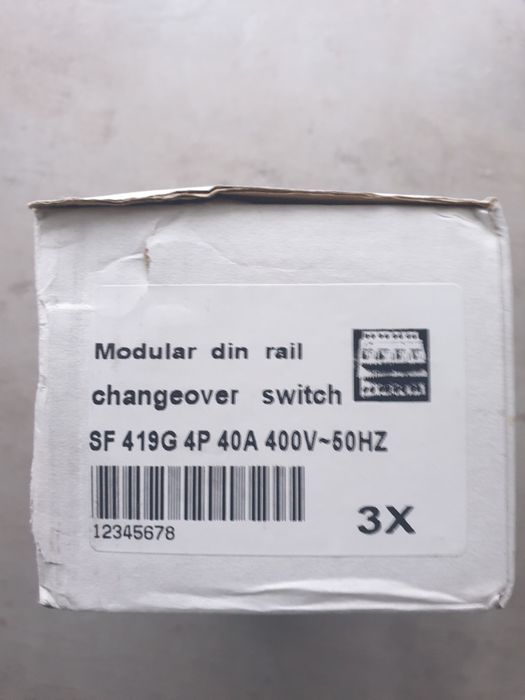 Modular din rail
changeover switch
SF 419G 4P 40A 400V~50HZ
12345678
3X